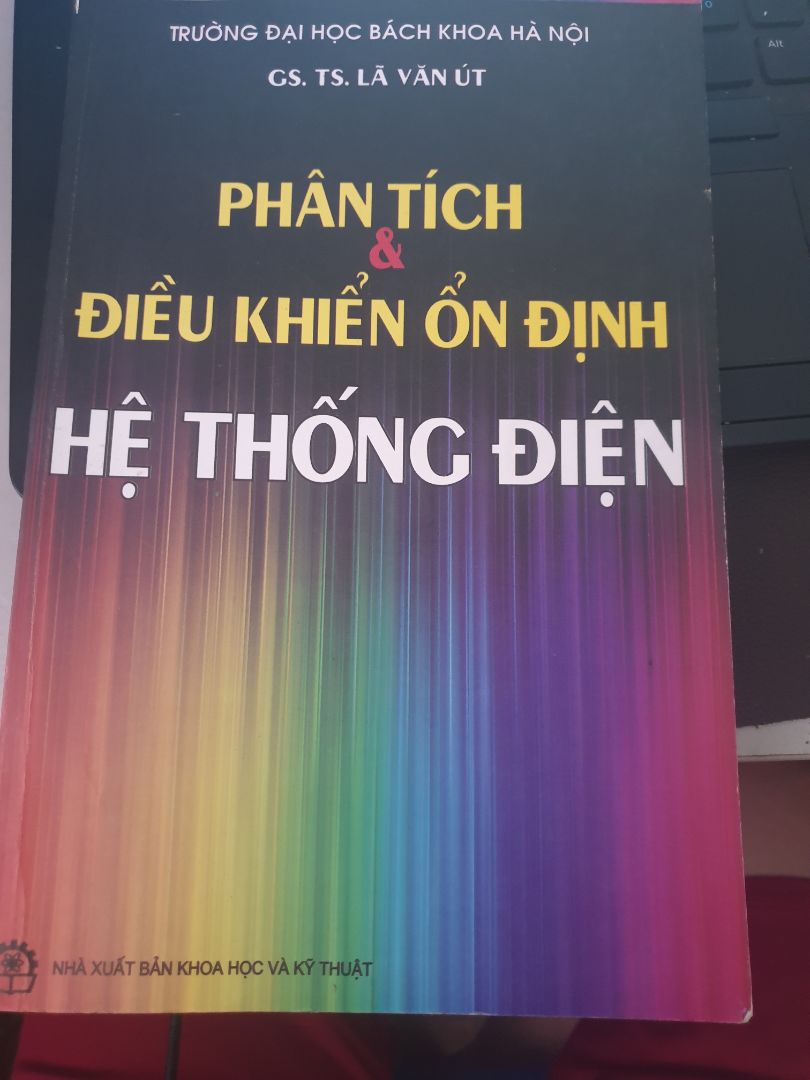 TRƯỜNG ĐẠI HỌC BÁCH KHOA HÀ NỘI
GS. TS. LÃ VĂN ÚT
PHÂN TÍCH
&
ĐIỀU KHIỂN ỔN ĐỊNH
HỆ THỐNG ĐIỆN
NHÀ XUẤT BẢN KHOA HỌC VÀ KỸ THUẬT
Alt